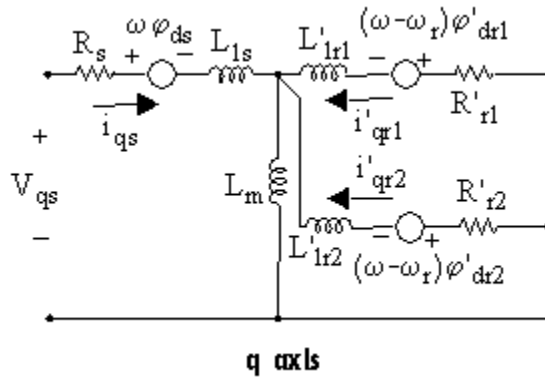 R_s + ω φ_ds − L_1s L'_1r1 − (ω-ω_r)φ'_dr1 +
i_qs i'_qr1 R'_r1
+ V_qs −
L_m i'_qr2 R'_r2
L'_1r2 − +
(ω-ω_r)φ'_dr2
q axis